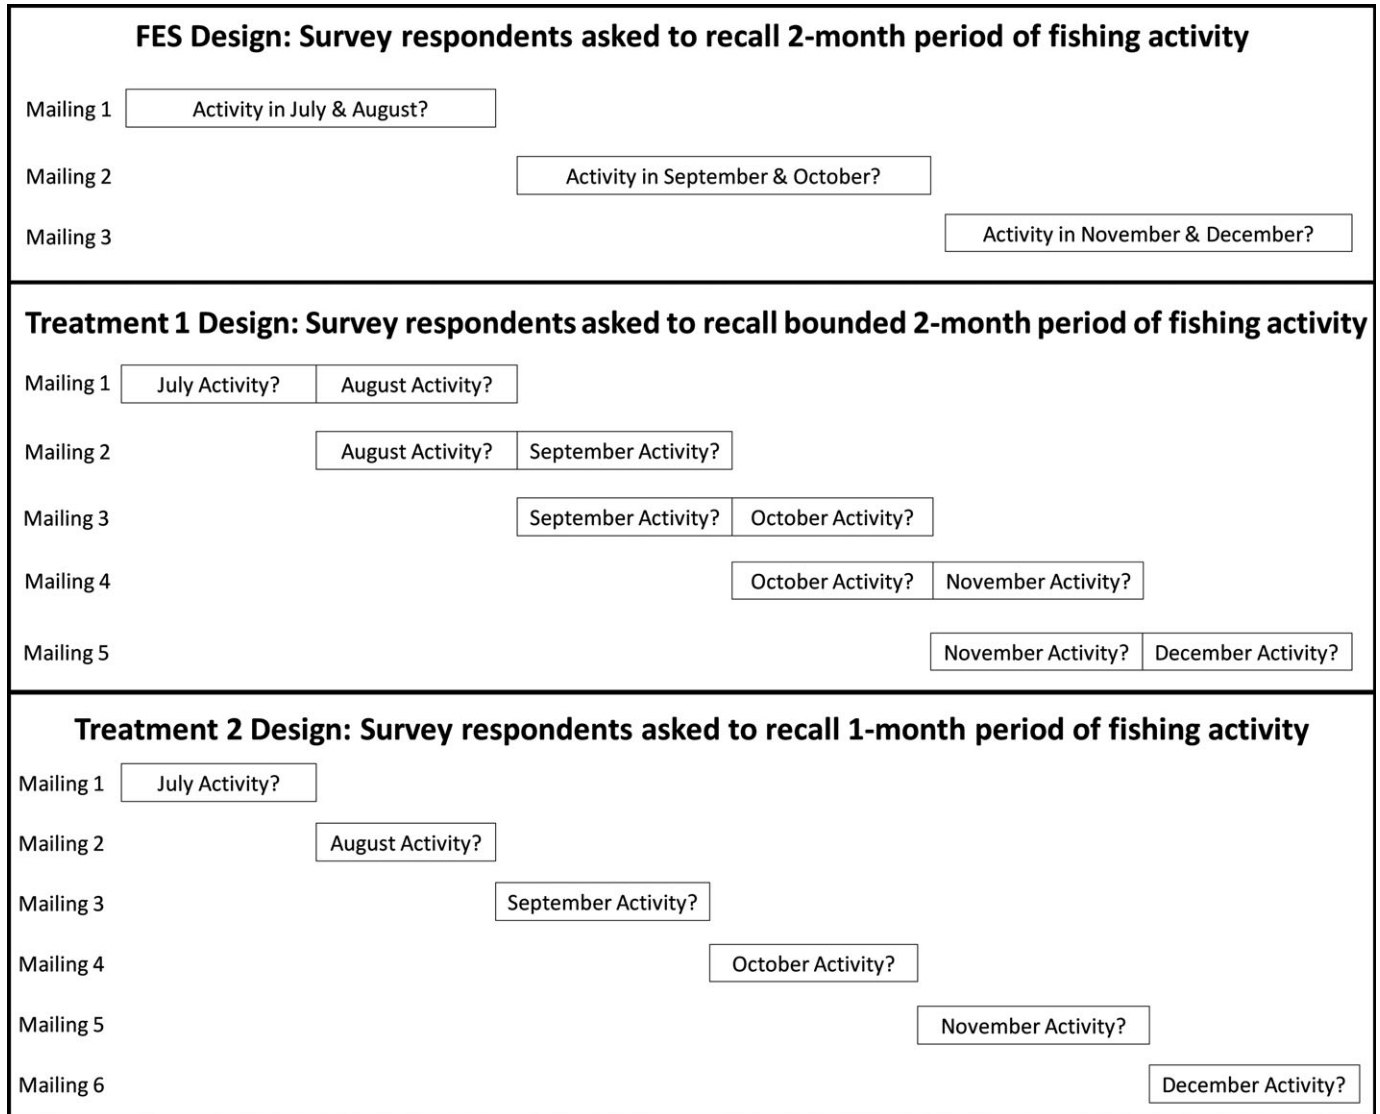 FES Design: Survey respondents asked to recall 2-month period of fishing activity
Mailing 1 Activity in July & August?
Mailing 2 Activity in September & October?
Mailing 3 Activity in November & December?
Treatment 1 Design: Survey respondents asked to recall bounded 2-month period of fishing activity
Mailing 1 July Activity? August Activity?
Mailing 2 August Activity? September Activity?
Mailing 3 September Activity? October Activity?
Mailing 4 October Activity? November Activity?
Mailing 5 November Activity? December Activity?
Treatment 2 Design: Survey respondents asked to recall 1-month period of fishing activity
Mailing 1 July Activity?
Mailing 2 August Activity?
Mailing 3 September Activity?
Mailing 4 October Activity?
Mailing 5 November Activity?
Mailing 6 December Activity?